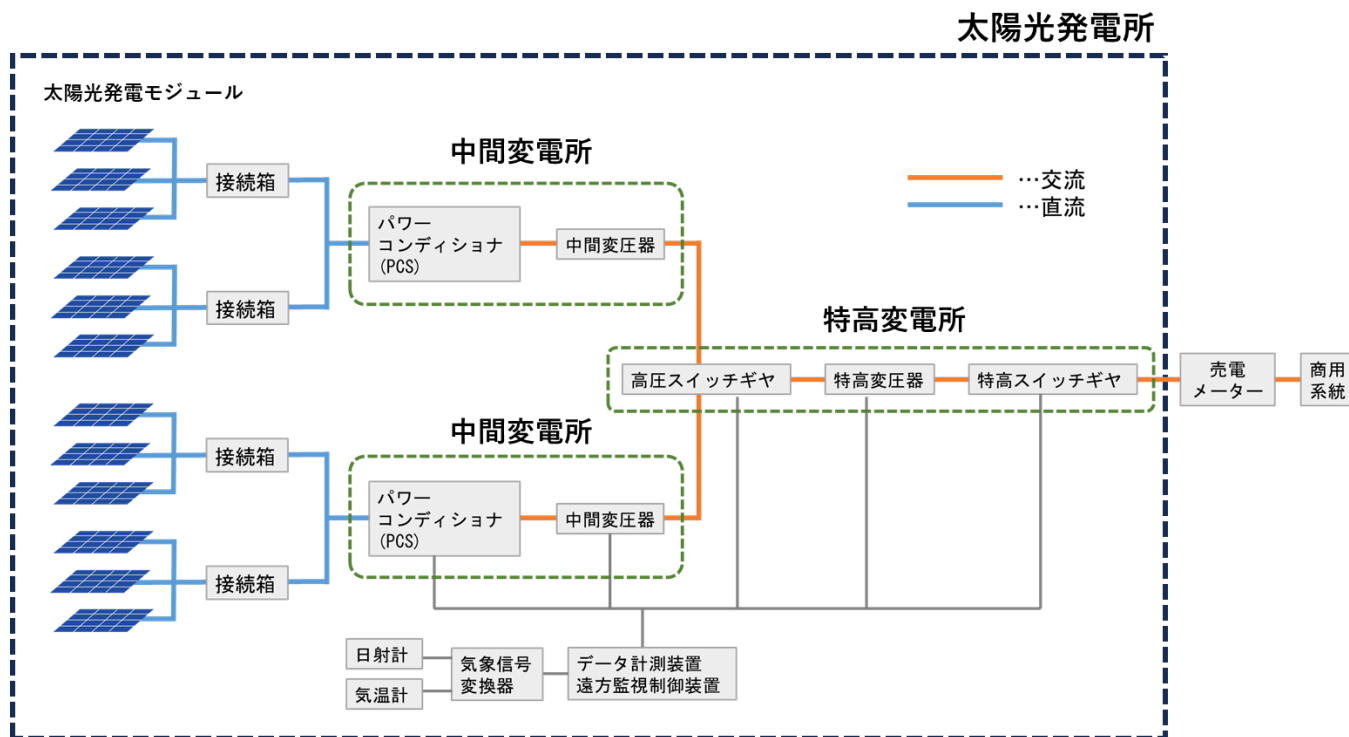 太陽光発電所
太陽光発電モジュール
中間変電所
接続箱
パワー
コンディショナ
(PCS)
中間変圧器
接続箱
…交流
…直流
特高変電所
高圧スイッチギヤ
特高変圧器
特高スイッチギヤ
売電
メーター
商用
系統
中間変電所
接続箱
パワー
コンディショナ
(PCS)
中間変圧器
接続箱
日射計
気温計
気象信号
変換器
データ計測装置
遠方監視制御装置